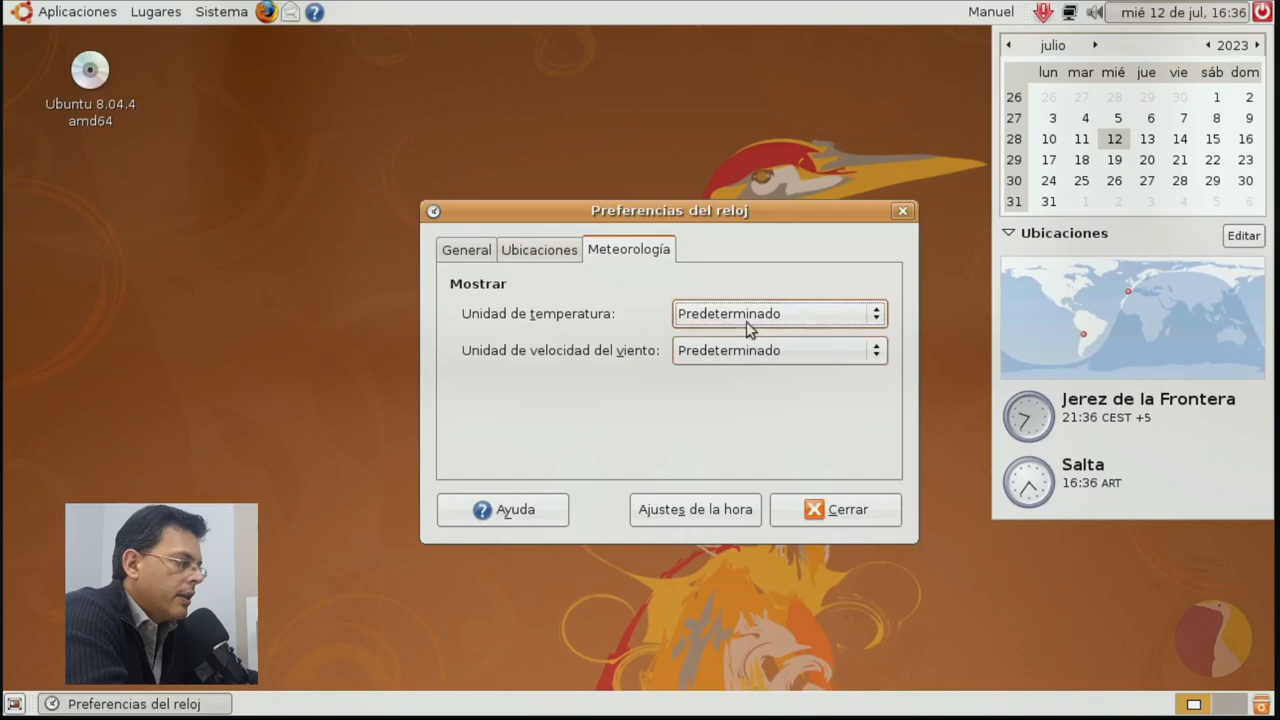 Aplicaciones Lugares Sistema
Manuel
mié 12 de jul, 16:36
Ubuntu 8.04.4
amd64
julio
2023
lun mar mié jue vie sáb dom
26 26 27 28 29 30 1 2
27 3 4 5 6 7 8 9
28 10 11 12 13 14 15 16
29 17 18 19 20 21 22 23
30 24 25 26 27 28 29 30
31 31 1 2 3 4 5 6
Ubicaciones
Editar
Jerez de la Frontera
21:36 CEST +5
Salta
16:36 ART
Preferencias del reloj
General Ubicaciones Meteorología
Mostrar
Unidad de temperatura: Predeterminado
Unidad de velocidad del viento: Predeterminado
Ayuda
Ajustes de la hora
Cerrar
Preferencias del reloj